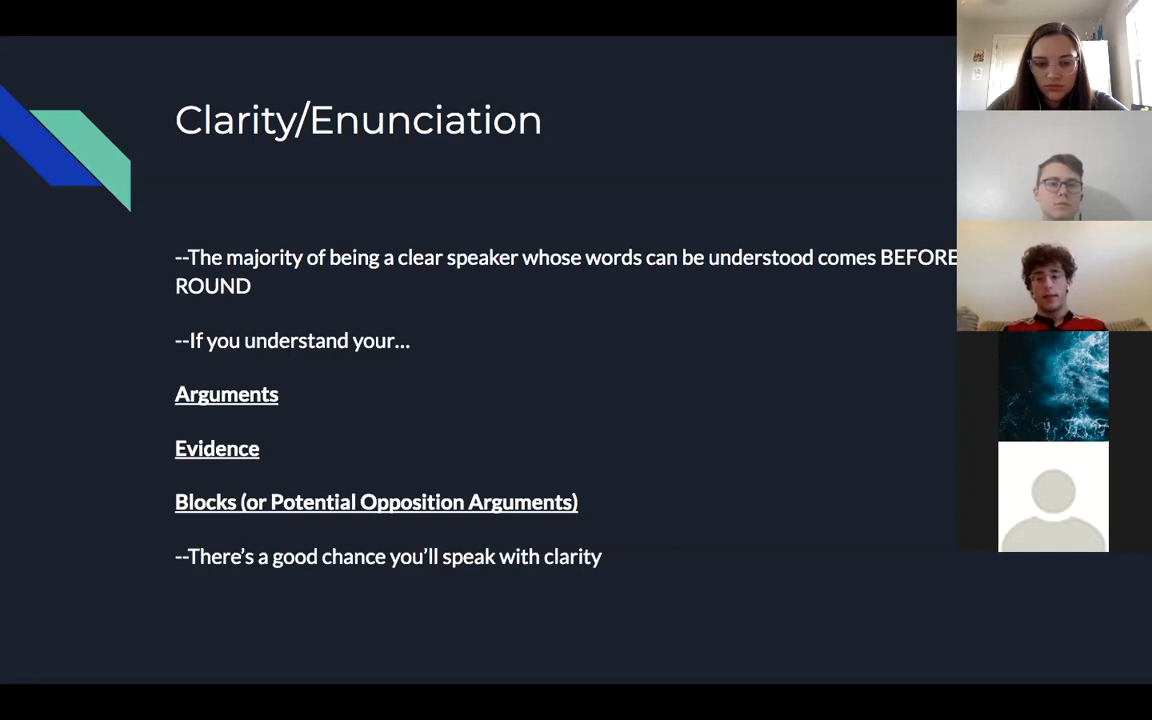 Clarity/Enunciation
--The majority of being a clear speaker whose words can be understood comes BEFORE
ROUND
--If you understand your...
Arguments
Evidence
Blocks (or Potential Opposition Arguments)
--There's a good chance you'll speak with clarity